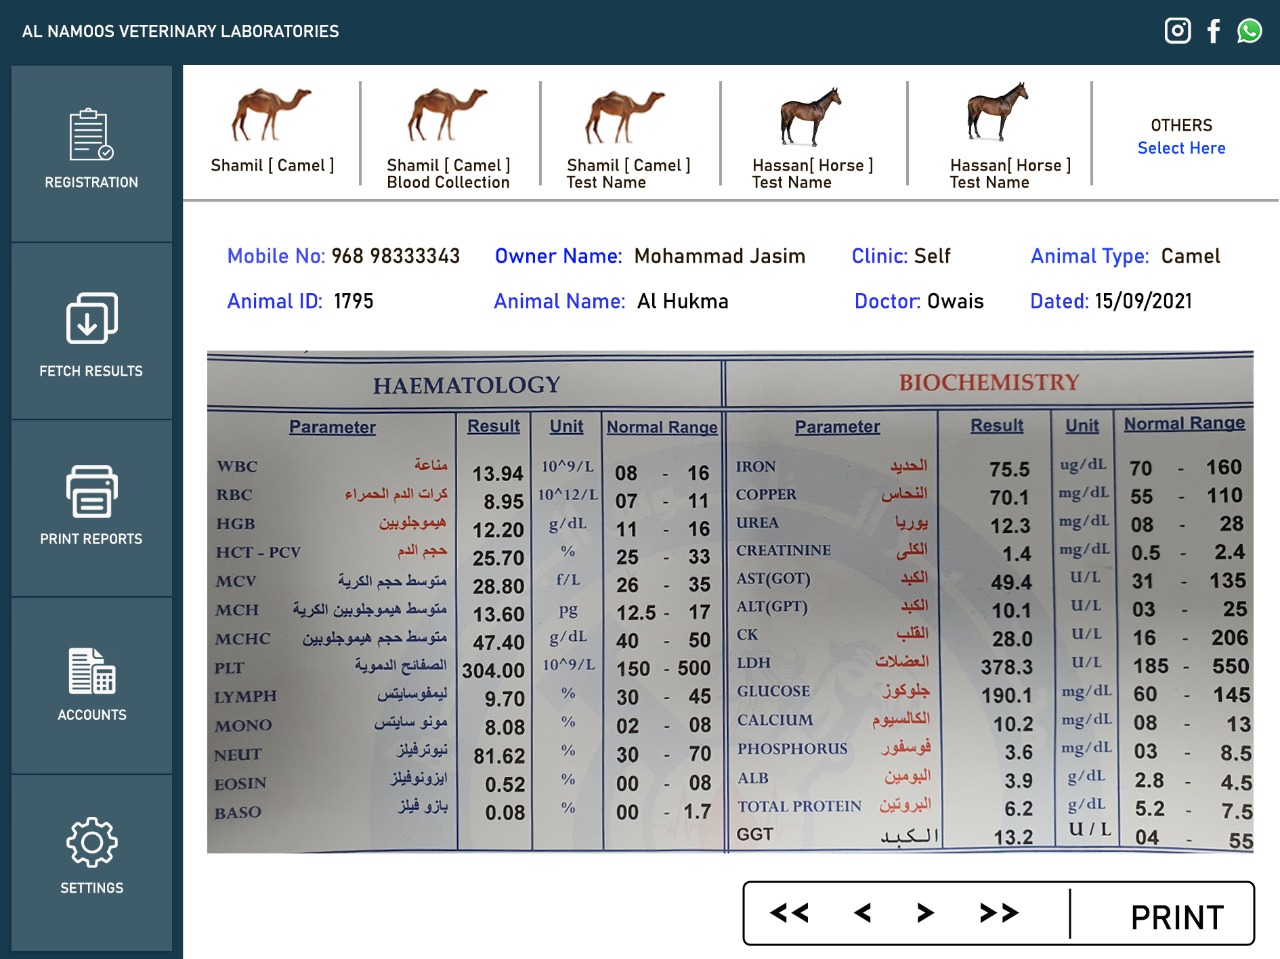 AL NAMOOS VETERINARY LABORATORIES
REGISTRATION
FETCH RESULTS
PRINT REPORTS
ACCOUNTS
SETTINGS
Shamil [ Camel ]
Shamil [ Camel ]
Blood Collection
Shamil [ Camel ]
Test Name
Hassan[ Horse ]
Test Name
Hassan[ Horse ]
Test Name
OTHERS
Select Here
Mobile No: 968 98333343 Owner Name: Mohammad Jasim Clinic: Self Animal Type: Camel
Animal ID: 1795 Animal Name: Al Hukma Doctor: Owais Dated: 15/09/2021
HAEMATOLOGY
Parameter Result Unit Normal Range
WBC مناعة 13.94 10^9/L 08 - 16
RBC كرات الدم الحمراء 8.95 10^12/L 07 - 11
HGB هيموجلوبين 12.20 g/dL 11 - 16
HCT - PCV حجم الدم 25.70 % 25 - 33
MCV متوسط حجم الكرية 28.80 f/L 26 - 35
MCH متوسط هيموجلوبين الكرية 13.60 pg 12.5 - 17
MCHC متوسط حجم هيموجلوبين 47.40 g/dL 40 - 50
PLT الصفائح الدموية 304.00 10^9/L 150 - 500
LYMPH ليمفوسايتس 9.70 % 30 - 45
MONO مونو سايتس 8.08 % 02 - 08
NEUT نيوترفيلز 81.62 % 30 - 70
EOSIN ايزونوفيلز 0.52 % 00 - 08
BASO بازو فيلز 0.08 % 00 - 1.7
BIOCHEMISTRY
Parameter Result Unit Normal Range
IRON الحديد 75.5 ug/dL 70 - 160
COPPER النحاس 70.1 mg/dL 55 - 110
UREA يوريا 12.3 mg/dL 08 - 28
CREATININE الكلى 1.4 mg/dL 0.5 - 2.4
AST(GOT) الكبد 49.4 U/L 31 - 135
ALT(GPT) الكبد 10.1 U/L 03 - 25
CK القلب 28.0 U/L 16 - 206
LDH العضلات 378.3 U/L 185 - 550
GLUCOSE جلوكوز 190.1 mg/dL 60 - 145
CALCIUM الكالسيوم 10.2 mg/dL 08 - 13
PHOSPHORUS فوسفور 3.6 mg/dL 03 - 8.5
ALB البومين 3.9 g/dL 2.8 - 4.5
TOTAL PROTEIN البروتين 6.2 g/dL 5.2 - 7.5
GGT الكبد 13.2 U / L 04 - 55
<< < > >> PRINT